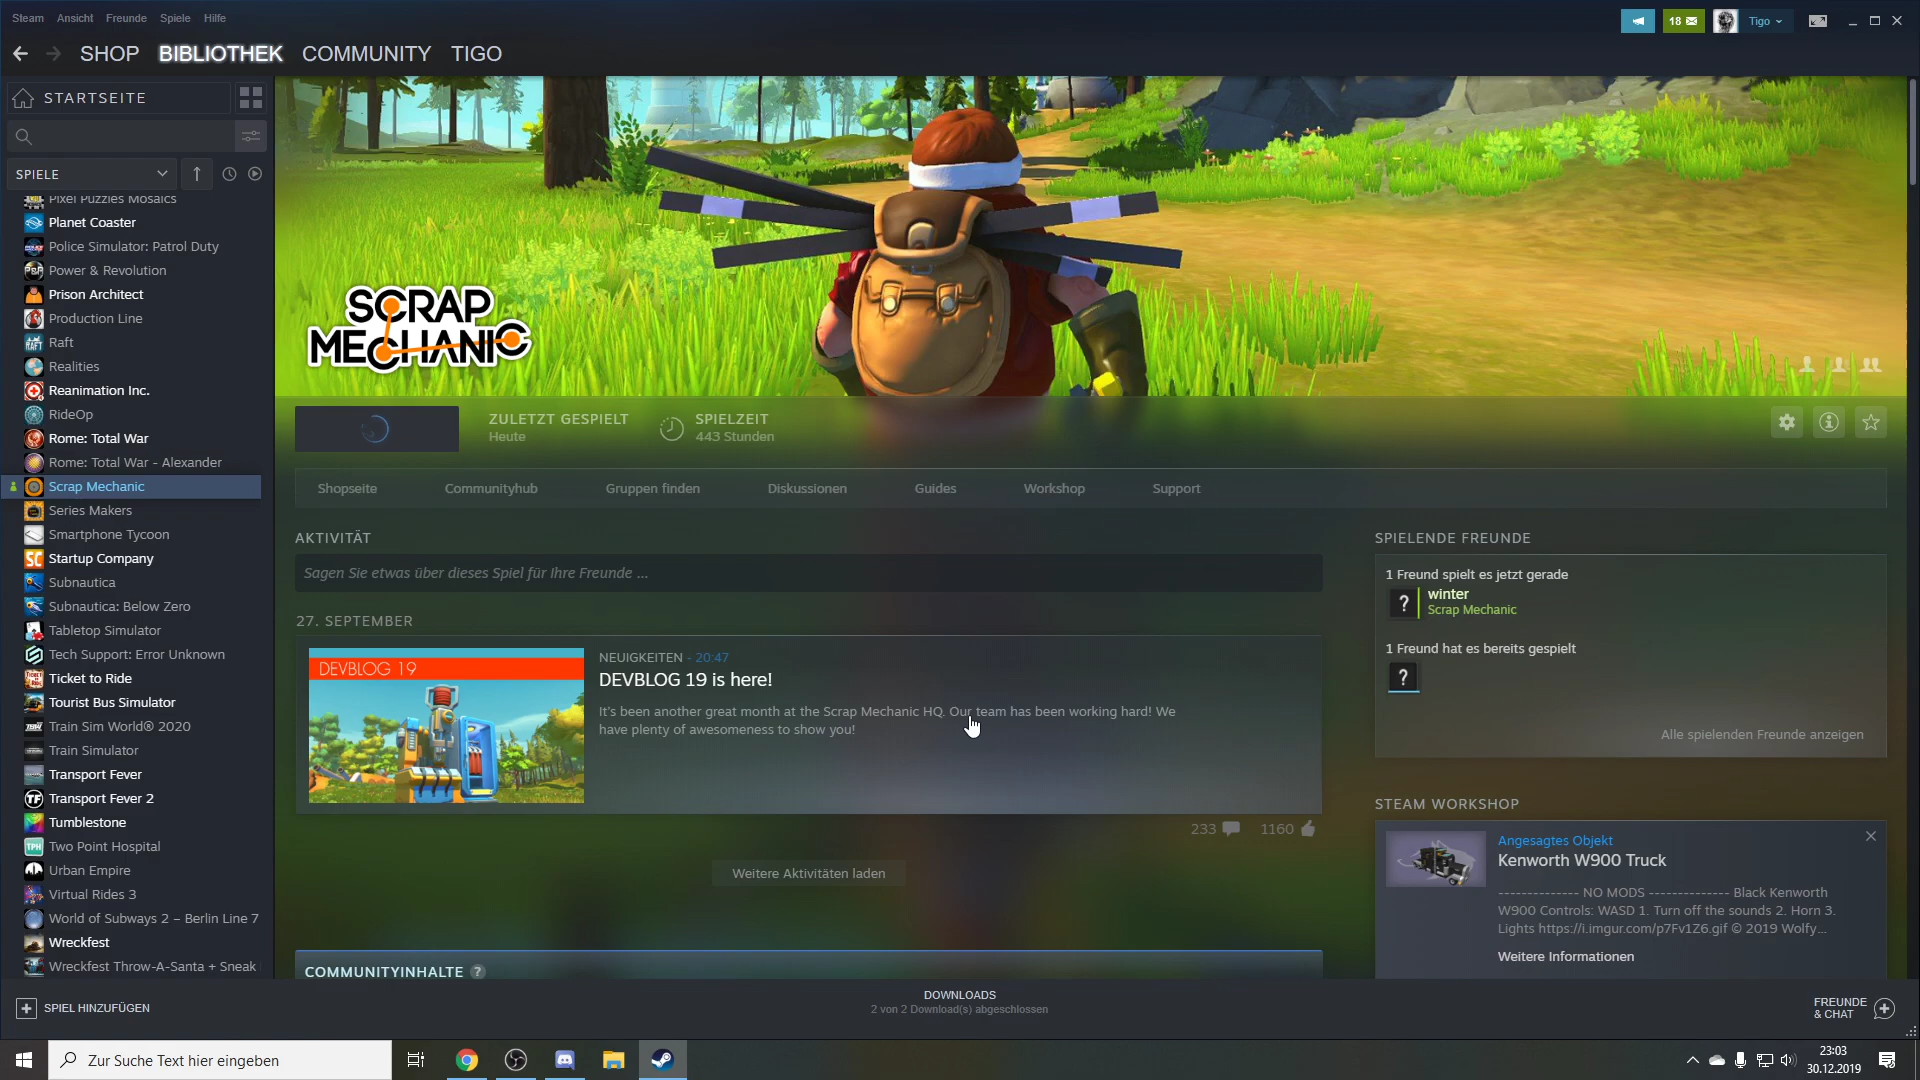 Steam Ansicht Freunde Spiele Hilfe
18
Tigo
SHOP BIBLIOTHEK COMMUNITY TIGO
STARTSEITE
SPIELE
Pixel Puzzles Mosaics
Planet Coaster
Police Simulator: Patrol Duty
Power & Revolution
Prison Architect
Production Line
Raft
Realities
Reanimation Inc.
RideOp
Rome: Total War
Rome: Total War - Alexander
Scrap Mechanic
Series Makers
Smartphone Tycoon
Startup Company
Subnautica
Subnautica: Below Zero
Tabletop Simulator
Tech Support: Error Unknown
Ticket to Ride
Tourist Bus Simulator
Train Sim World® 2020
Train Simulator
Transport Fever
Transport Fever 2
Tumblestone
Two Point Hospital
Urban Empire
Virtual Rides 3
World of Subways 2 – Berlin Line 7
Wreckfest
Wreckfest Throw-A-Santa + Sneak
SPIEL HINZUFÜGEN
SCRAP
MECHANIC
ZULETZT GESPIELT
Heute
SPIELZEIT
443 Stunden
Shopseite Communityhub Gruppen finden Diskussionen Guides Workshop Support
AKTIVITÄT
Sagen Sie etwas über dieses Spiel für Ihre Freunde ...
27. SEPTEMBER
DEVBLOG 19
NEUIGKEITEN - 20:47
DEVBLOG 19 is here!
It's been another great month at the Scrap Mechanic HQ. Our team has been working hard! We
have plenty of awesomeness to show you!
233 1160
Weitere Aktivitäten laden
COMMUNITYINHALTE ?
SPIELENDE FREUNDE
1 Freund spielt es jetzt gerade
?
winter
Scrap Mechanic
1 Freund hat es bereits gespielt
?
Alle spielenden Freunde anzeigen
STEAM WORKSHOP
Angesagtes Objekt
Kenworth W900 Truck
-------------- NO MODS -------------- Black Kenworth
W900 Controls: WASD 1. Turn off the sounds 2. Horn 3.
Lights https://i.imgur.com/p7Fv1Z6.gif © 2019 Wolfy...
Weitere Informationen
DOWNLOADS
2 von 2 Download(s) abgeschlossen
FREUNDE
& CHAT
Zur Suche Text hier eingeben
23:03
30.12.2019